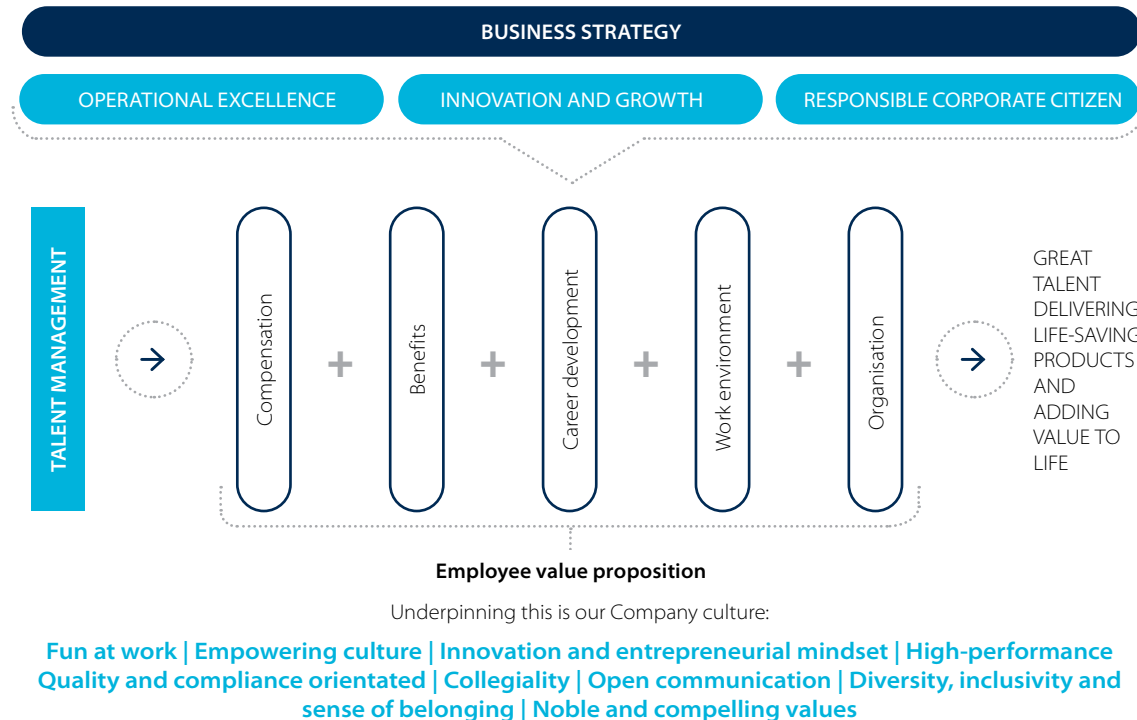 BUSINESS STRATEGY
OPERATIONAL EXCELLENCE
INNOVATION AND GROWTH
RESPONSIBLE CORPORATE CITIZEN
TALENT MANAGEMENT
Compensation
+
Benefits
+
Career development
+
Work environment
+
Organisation
GREAT
TALENT
DELIVERING
LIFE-SAVING
PRODUCTS
AND
ADDING
VALUE TO
LIFE
Employee value proposition
Underpinning this is our Company culture:
Fun at work | Empowering culture | Innovation and entrepreneurial mindset | High-performance
Quality and compliance orientated | Collegiality | Open communication | Diversity, inclusivity and
sense of belonging | Noble and compelling values